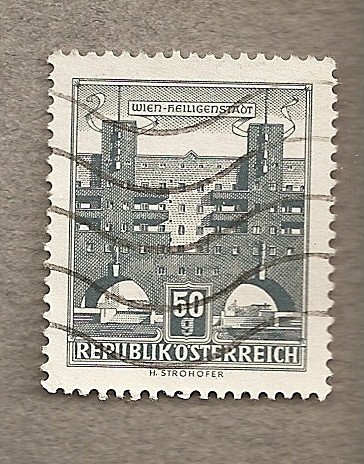 WIEN-HEILIGENSTADT
50
g
REPUBLIK ÖSTERREICH
H. STROHOFER